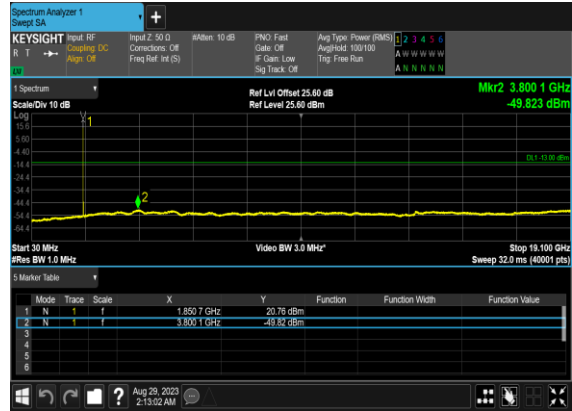 Spectrum Analyzer 1
Swept SA
+
KEYSIGHT Input: RF Input Z: 50 Ω #Atten: 10 dB PNO: Fast Avg Type: Power (RMS) 1 2 3 4 5 6
R T Coupling: DC Corrections: Off Gate: Off Avg|Hold: 100/100 A W W W W W
Align: Off Freq Ref: Int (S) IF Gain: Low Trig: Free Run
LW Sig Track: Off A N N N N N
1 Spectrum Ref Lvl Offset 25.60 dB Mkr2 3.800 1 GHz
Scale/Div 10 dB Ref Level 25.60 dBm -49.823 dBm
Log
15.6
5.60
-4.40
-14.4
-24.4
-34.4
-44.4
-54.4
-64.4
1
2
DL1 -13.00 dBm
Start 30 MHz Video BW 3.0 MHz* Stop 19.100 GHz
#Res BW 1.0 MHz Sweep 32.0 ms (40001 pts)
5 Marker Table
Mode Trace Scale X Y Function Function Width Function Value
1 N 1 f 1.850 7 GHz 20.76 dBm
2 N 1 f 3.800 1 GHz -49.82 dBm
3
4
5
6
? Aug 29, 2023
2:13:02 AM